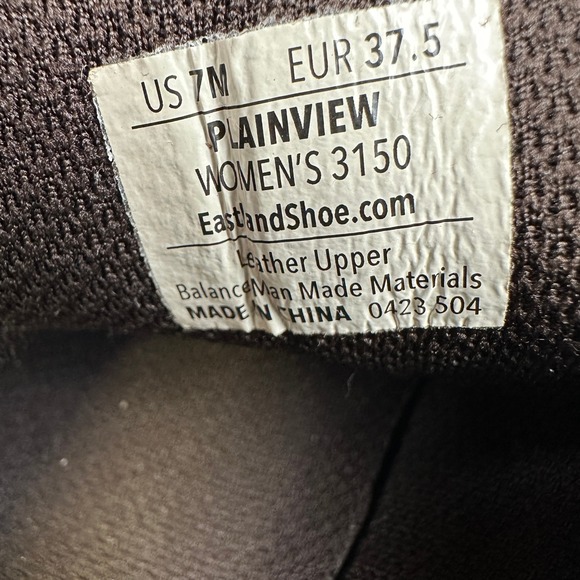 US 7M EUR 37.5
PLAINVIEW
WOMEN'S 3150
EastlandShoe.com
Leather Upper
Balance Man Made Materials
MADE IN CHINA 0423 504